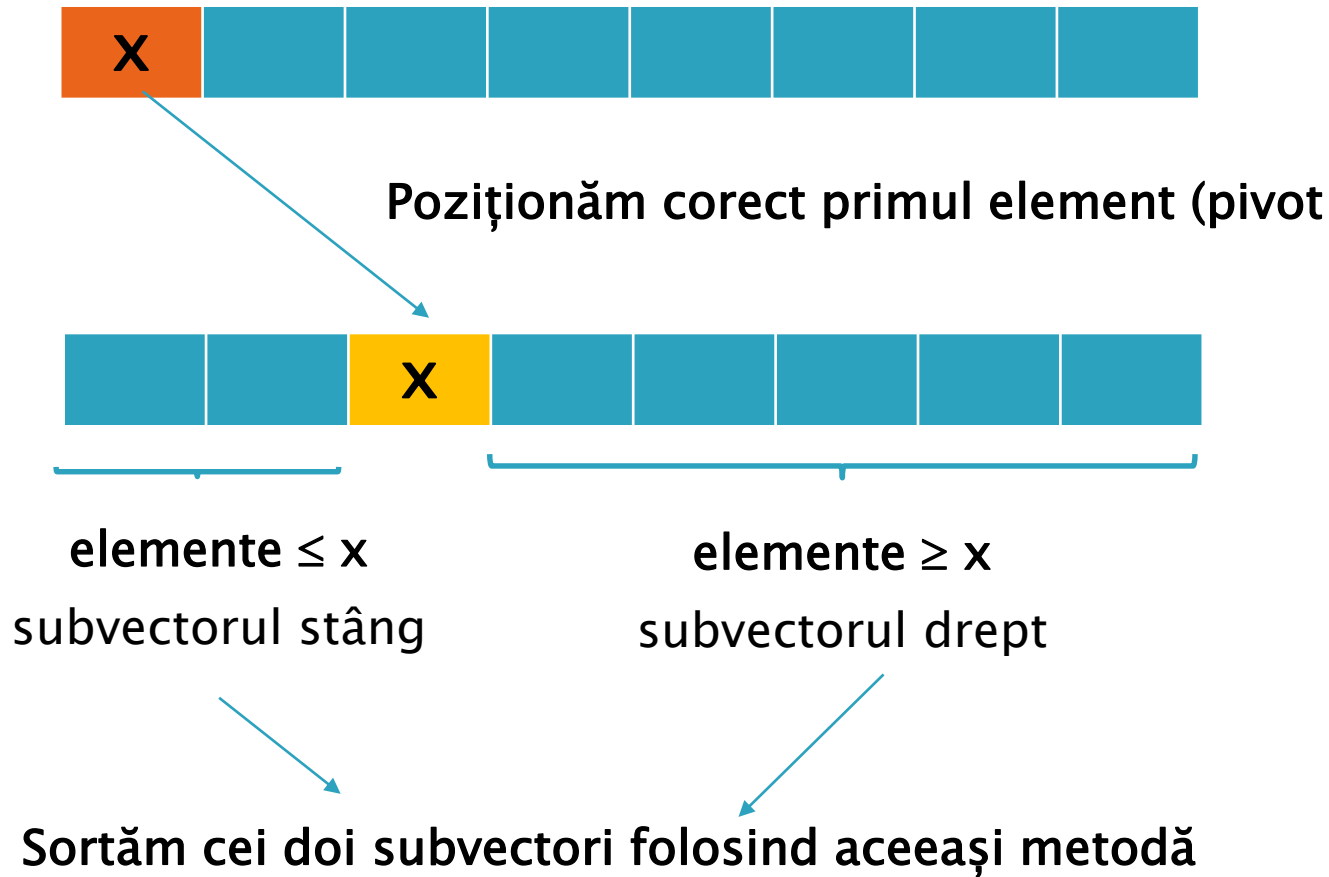 x
Poziționăm corect primul element (pivot
x
elemente ≤ x
elemente ≥ x
subvectorul stâng
subvectorul drept
Sortăm cei doi subvectori folosind aceeași metodă